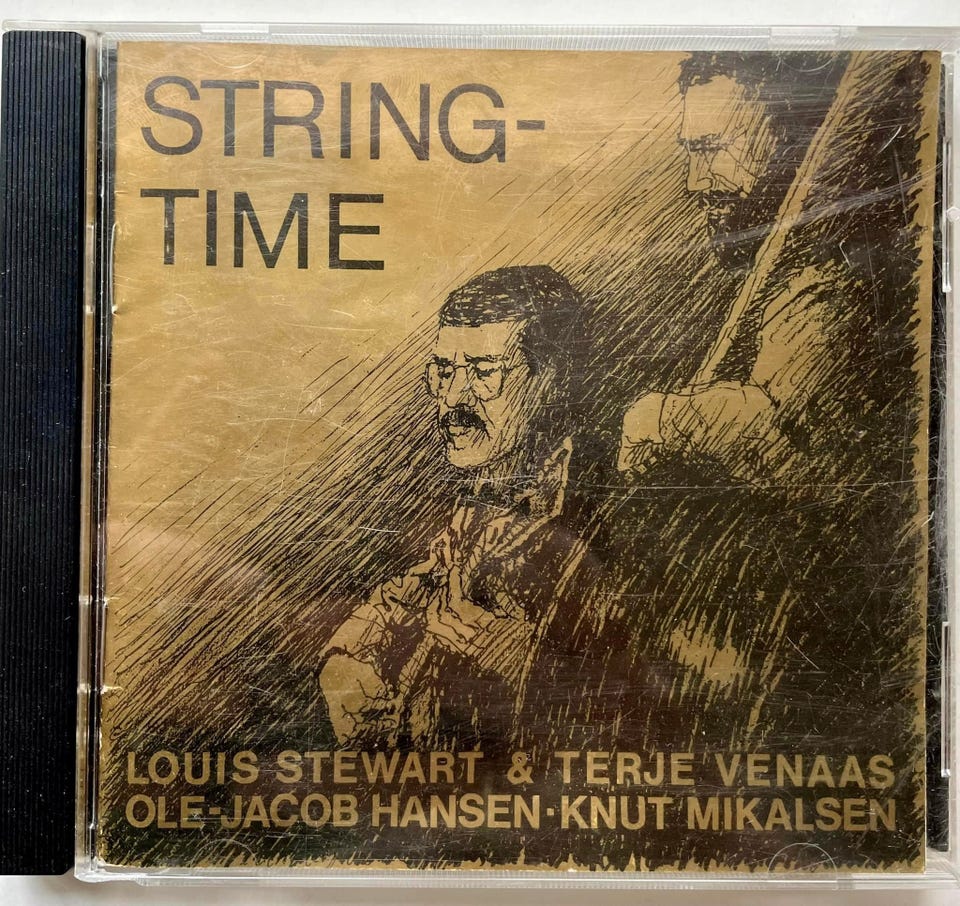 STRING-
TIME
LOUIS STEWART & TERJE VENAAS
OLE-JACOB HANSEN·KNUT MIKALSEN